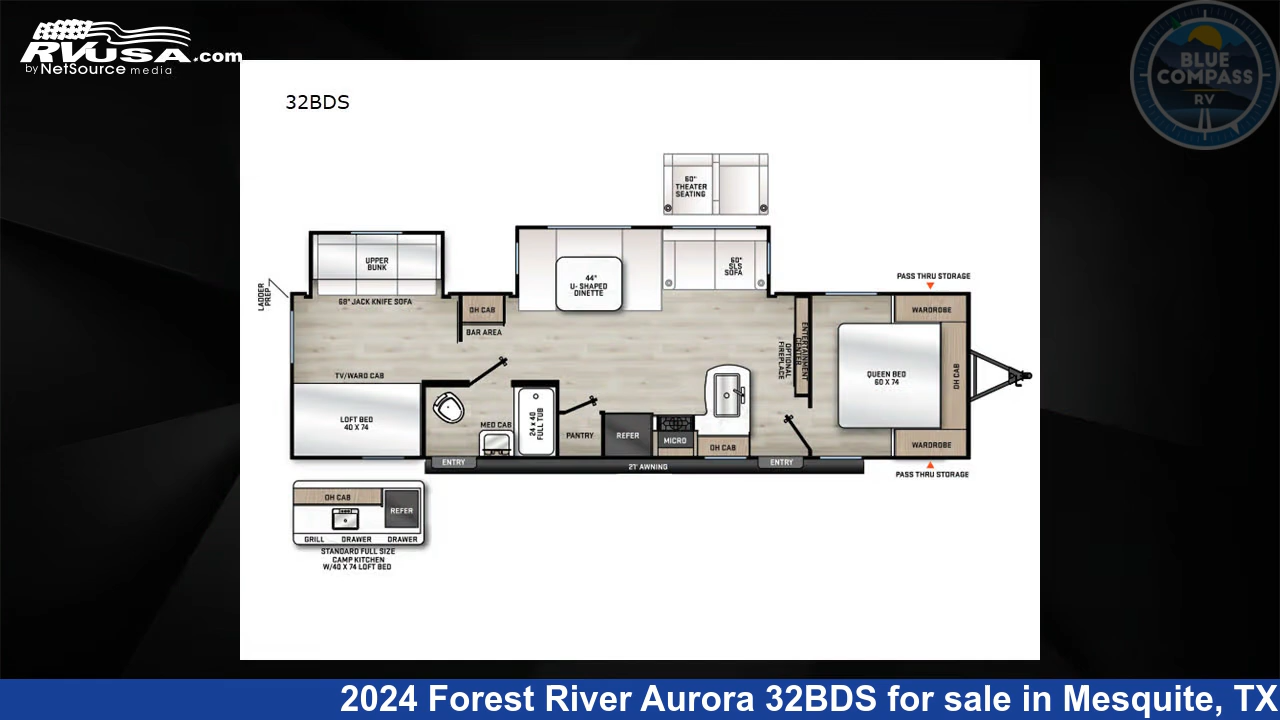 RVUSA.com
by NetSource media
BLUE
COMPASS
RV
32BDS
60"
THEATER
SEATING
UPPER
BUNK
68" JACK KNIFE SOFA
LADDER
PREP
44"
U- SHAPED
DINETTE
60"
SLS
SOFA
PASS THRU STORAGE
WARDROBE
OH CAB
BAR AREA
ENTERTAINMENT
CENTER
OPTIONAL
FIREPLACE
QUEEN BED
60 X 74
OH CAB
TV/WARD CAB
LOFT BED
40 X 74
MED CAB
24 x 40
FULL TUB
PANTRY
REFER
MICRO
OH CAB
WARDROBE
ENTRY
21' AWNING
ENTRY
PASS THRU STORAGE
OH CAB
REFER
GRILL DRAWER DRAWER
STANDARD FULL SIZE
CAMP KITCHEN
W/40 X 74 LOFT BED
2024 Forest River Aurora 32BDS for sale in Mesquite, TX